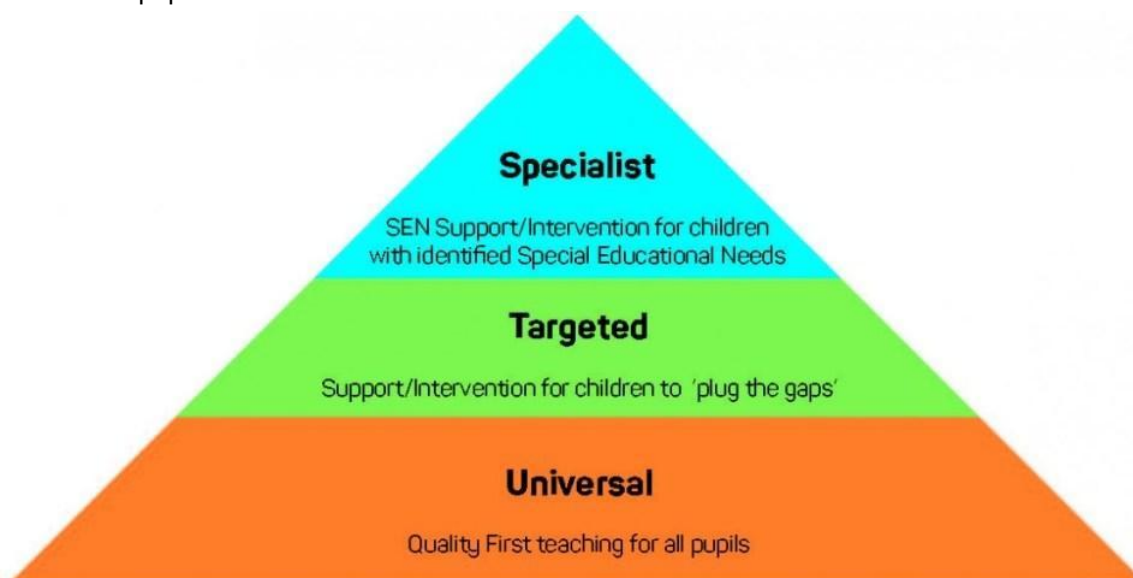 Specialist
SEN Support/Intervention for children
with identified Special Educational Needs
Targeted
Support/Intervention for children to 'plug the gaps'
Universal
Quality First teaching for all pupils